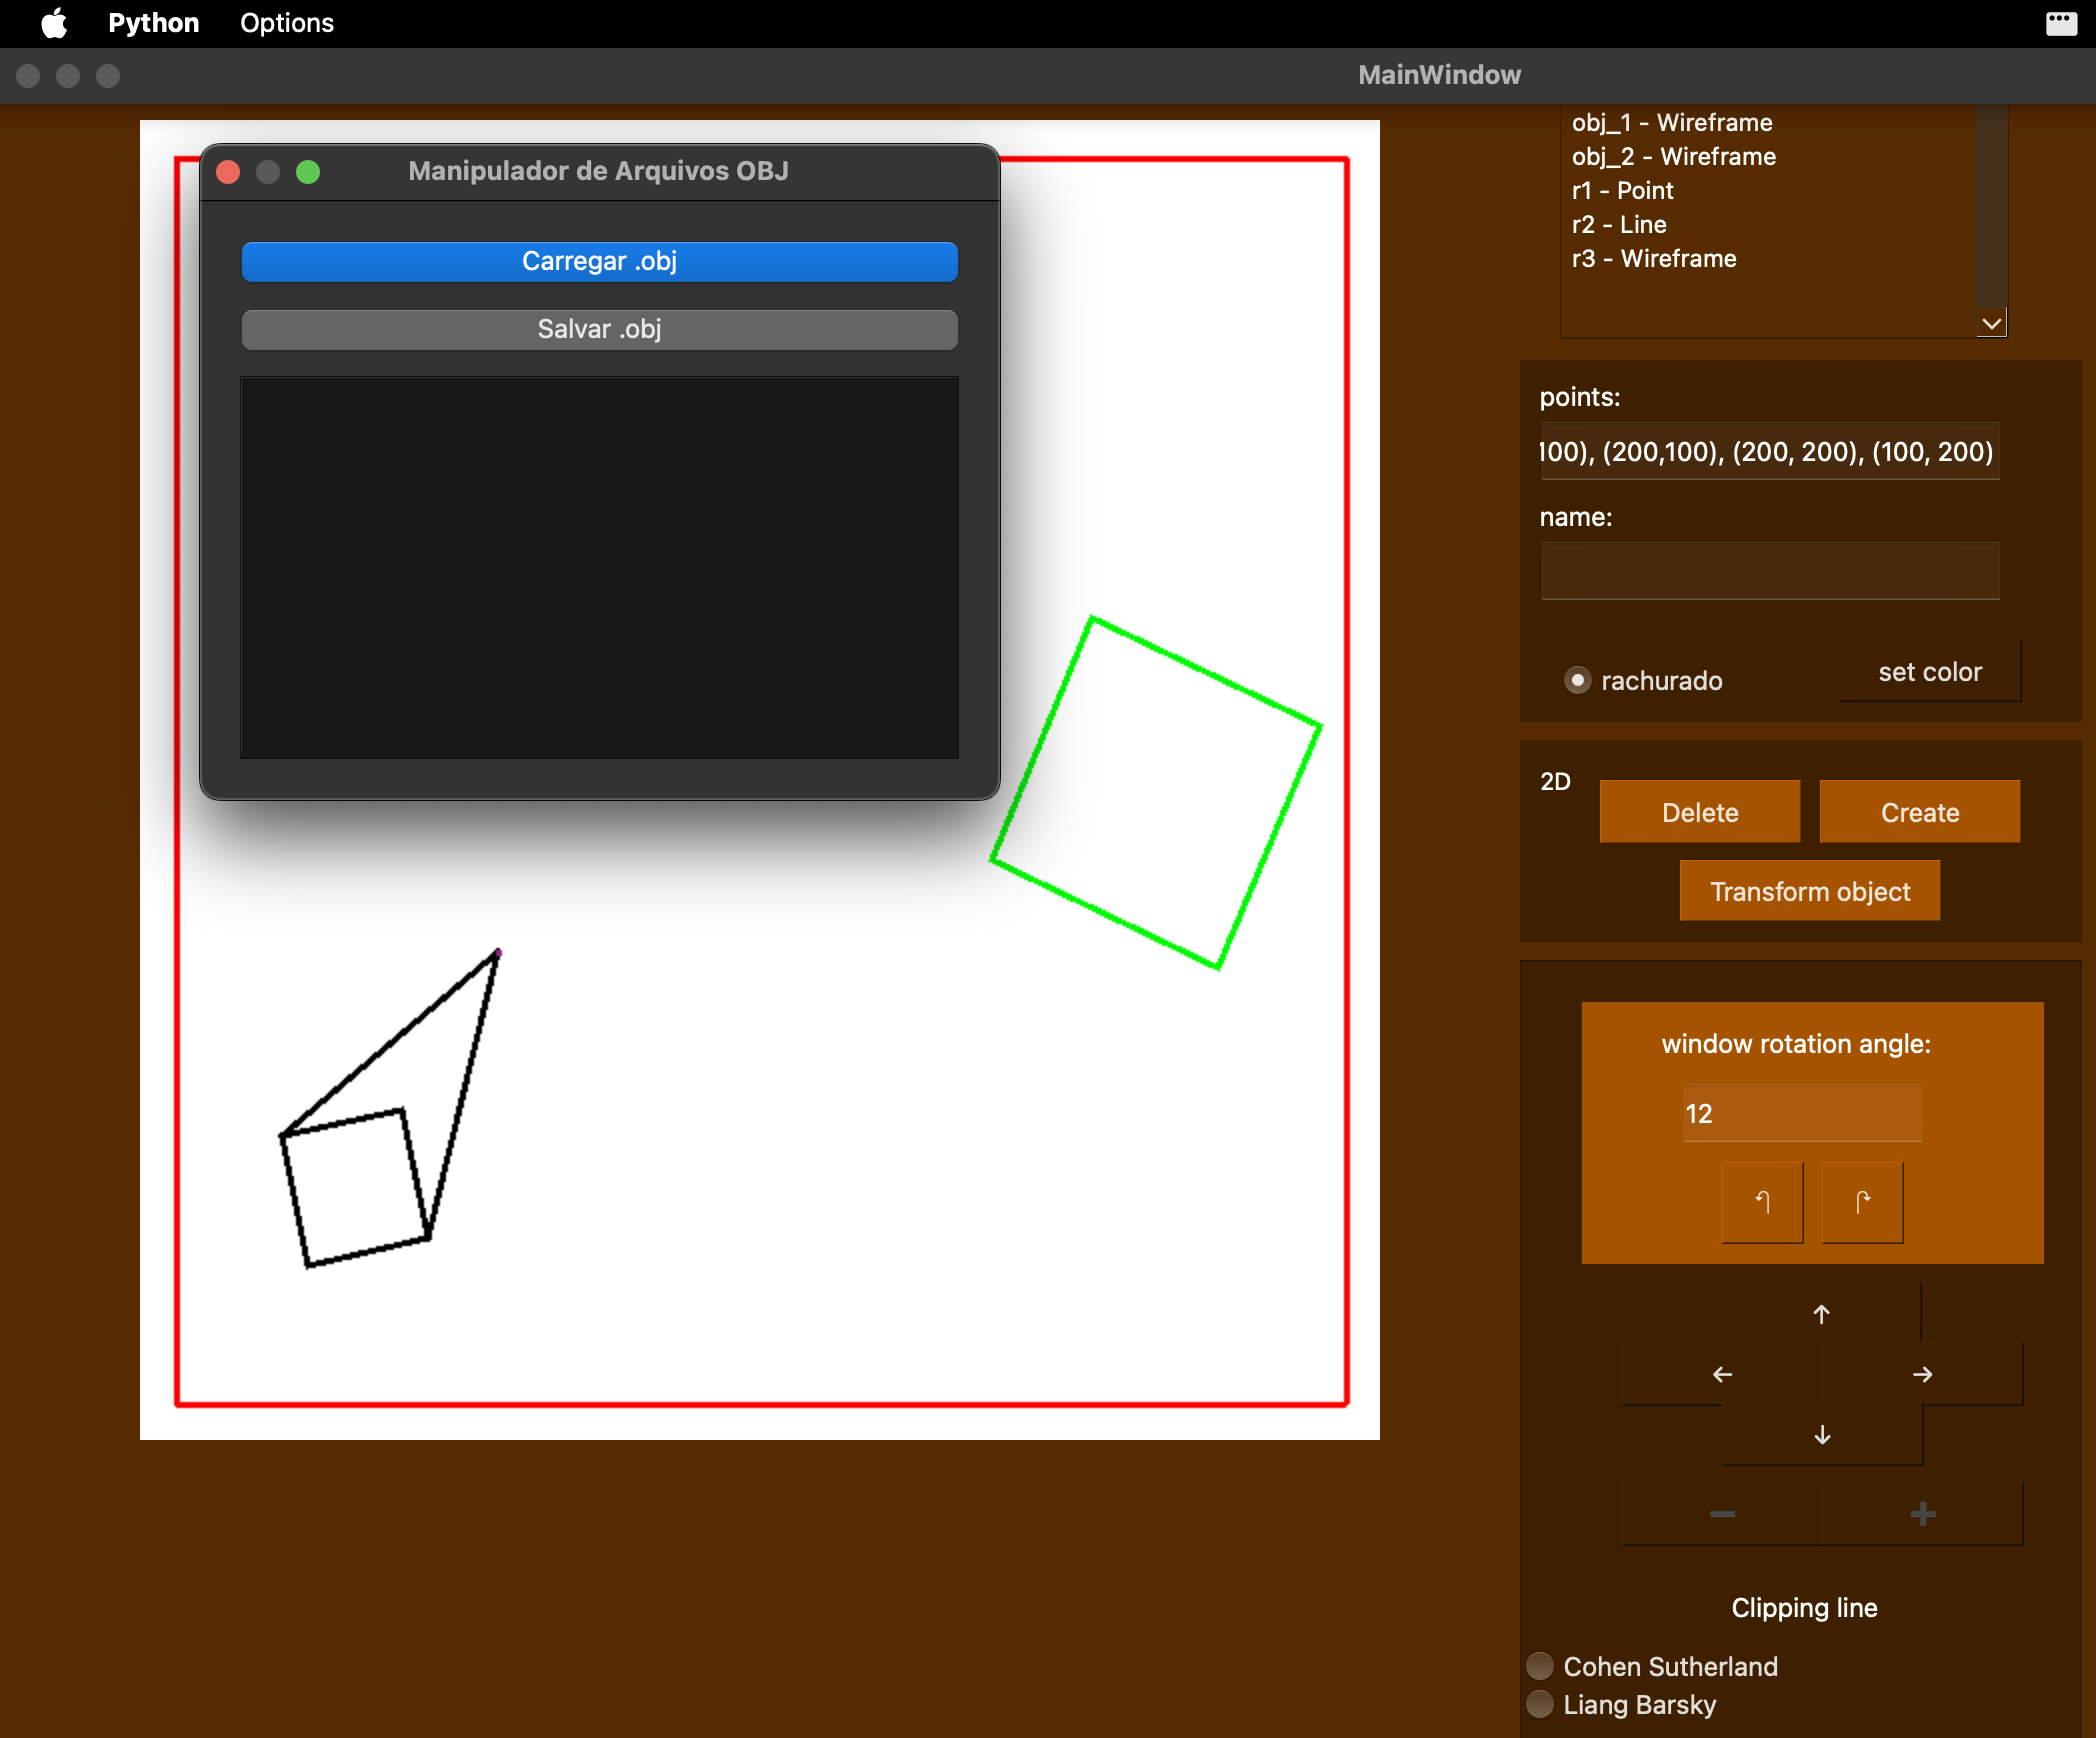 Python Options
MainWindow
Manipulador de Arquivos OBJ
Carregar .obj
Salvar .obj
obj_1 - Wireframe
obj_2 - Wireframe
r1 - Point
r2 - Line
r3 - Wireframe
points:
100), (200,100), (200, 200), (100, 200)
name:
rachurado
set color
2D
Delete
Create
Transform object
window rotation angle:
12
↰ ↱
↑
← →
↓
− +
Clipping line
Cohen Sutherland
Liang Barsky